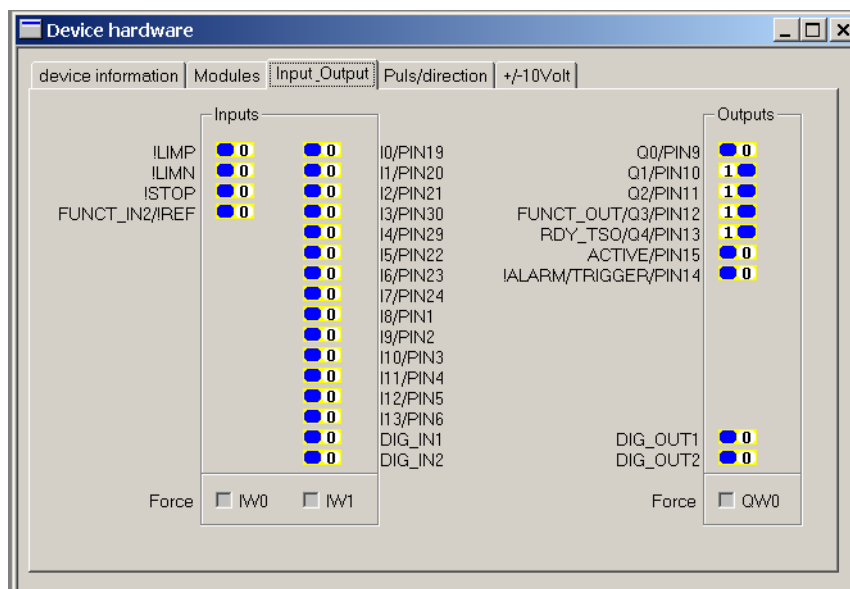 Device hardware
device information Modules Input_Output Puls/direction +/-10Volt
Inputs Outputs
!LIMP 0 0 I0/PIN19 Q0/PIN9 0
!LIMN 0 0 I1/PIN20 Q1/PIN10 1
!STOP 0 0 I2/PIN21 Q2/PIN11 1
FUNCT_IN2/!REF 0 0 I3/PIN30 FUNCT_OUT/Q3/PIN12 1
0 I4/PIN29 RDY_TSO/Q4/PIN13 1
0 I5/PIN22 ACTIVE/PIN15 0
0 I6/PIN23 !ALARM/TRIGGER/PIN14 0
0 I7/PIN24
0 I8/PIN1
0 I9/PIN2
0 I10/PIN3
0 I11/PIN4
0 I12/PIN5
0 I13/PIN6
0 DIG_IN1 DIG_OUT1 0
0 DIG_IN2 DIG_OUT2 0
Force IW0 IW1 Force QW0